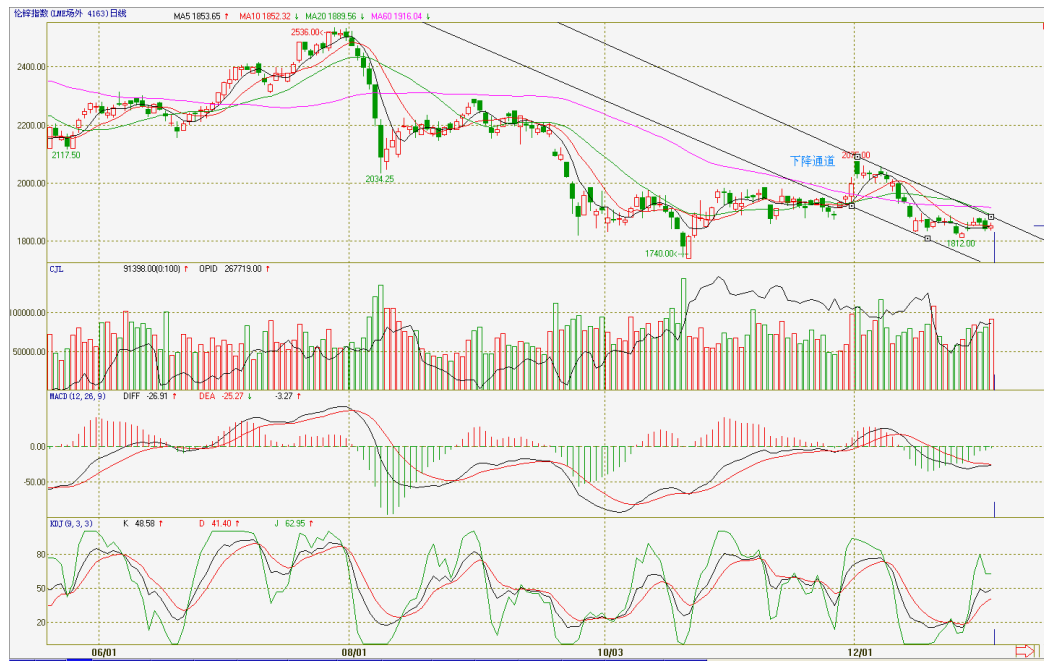 伦锌指数(LME场外 4163)日线 MA5 1853.65 ↑ MA10 1852.32 ↓ MA20 1889.56 ↓ MA60 1916.04 ↓
2536.00
2400.00
2200.00
2117.50
下降通道
2000.00
2034.25
1800.00
1812.00
1740.00
CJL 91398.00(0:100) ↑ OPID 267719.00 ↑
100000.00
50000.00
MACD(12,26,9) DIFF -26.91 ↑ DEA -25.27 ↓ -3.27 ↑
0.00
-50.00
KDJ(9,3,3) K 48.58 ↑ D 41.40 ↑ J 62.95 ↑
80
50
20
06/01 08/01 10/03 12/01